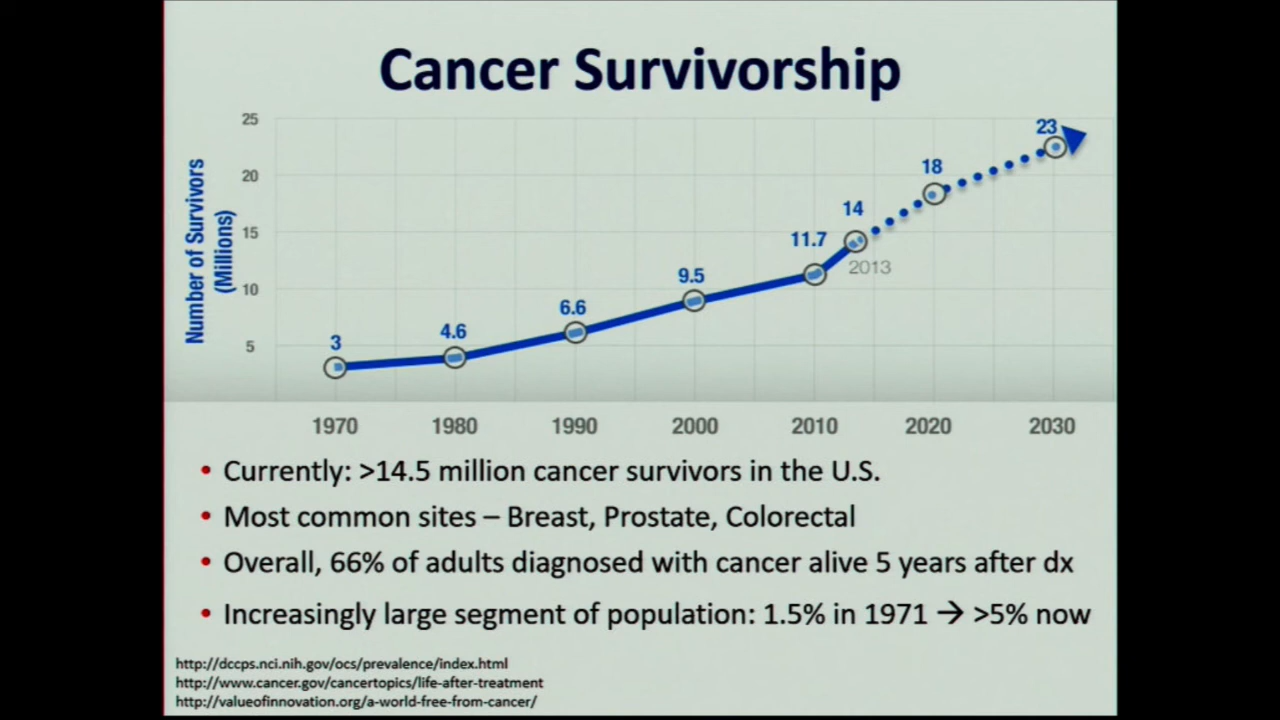 Cancer Survivorship
25
20
15
10
5
Number of Survivors
(Millions)
3
4.6
6.6
9.5
11.7
14
2013
18
23
1970 1980 1990 2000 2010 2020 2030
• Currently: >14.5 million cancer survivors in the U.S.
• Most common sites – Breast, Prostate, Colorectal
• Overall, 66% of adults diagnosed with cancer alive 5 years after dx
• Increasingly large segment of population: 1.5% in 1971 → >5% now
http://dccps.nci.nih.gov/ocs/prevalence/index.html
http://www.cancer.gov/cancertopics/life-after-treatment
http://valueofinnovation.org/a-world-free-from-cancer/